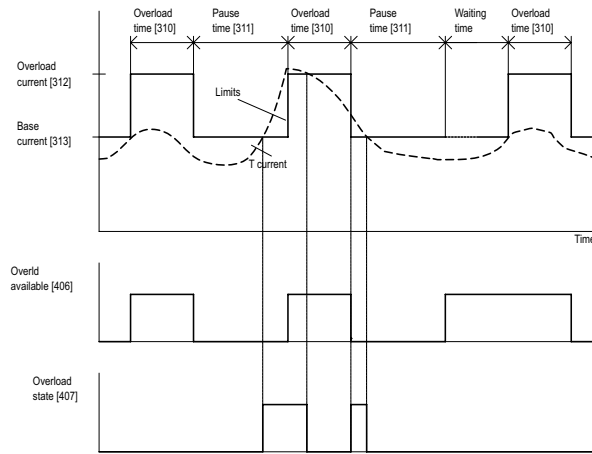 Overload
time [310]
Pause
time [311]
Overload
time [310]
Pause
time [311]
Waiting
time
Overload
time [310]
Overload
current [312]
Limits
Base
current [313]
T current
Time
Overld
available [406]
Overload
state [407]